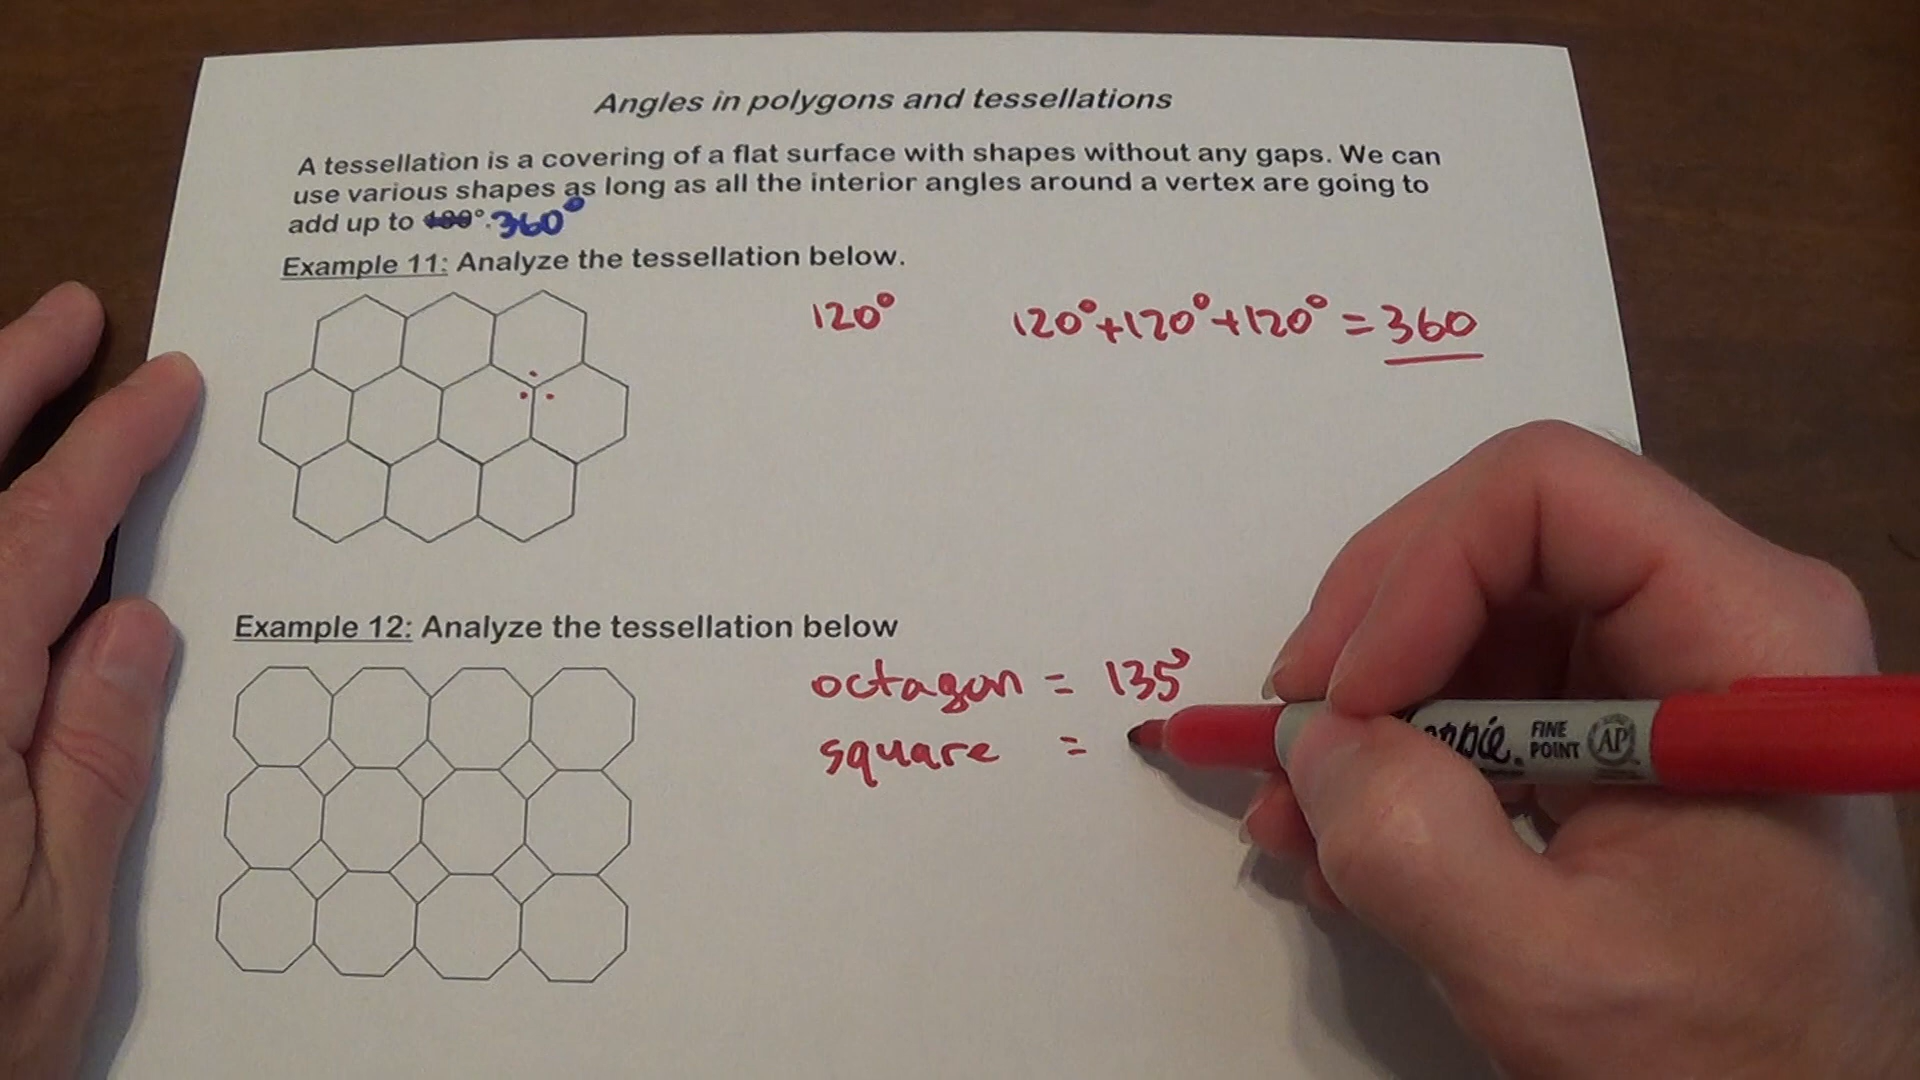 Angles in polygons and tessellations
A tessellation is a covering of a flat surface with shapes without any gaps. We can
use various shapes as long as all the interior angles around a vertex are going to
add up to 180°. 360°
Example 11: Analyze the tessellation below.
120° 120°+120°+120° = 360
Example 12: Analyze the tessellation below
octagon = 135°
square =
FINE
POINT
AP